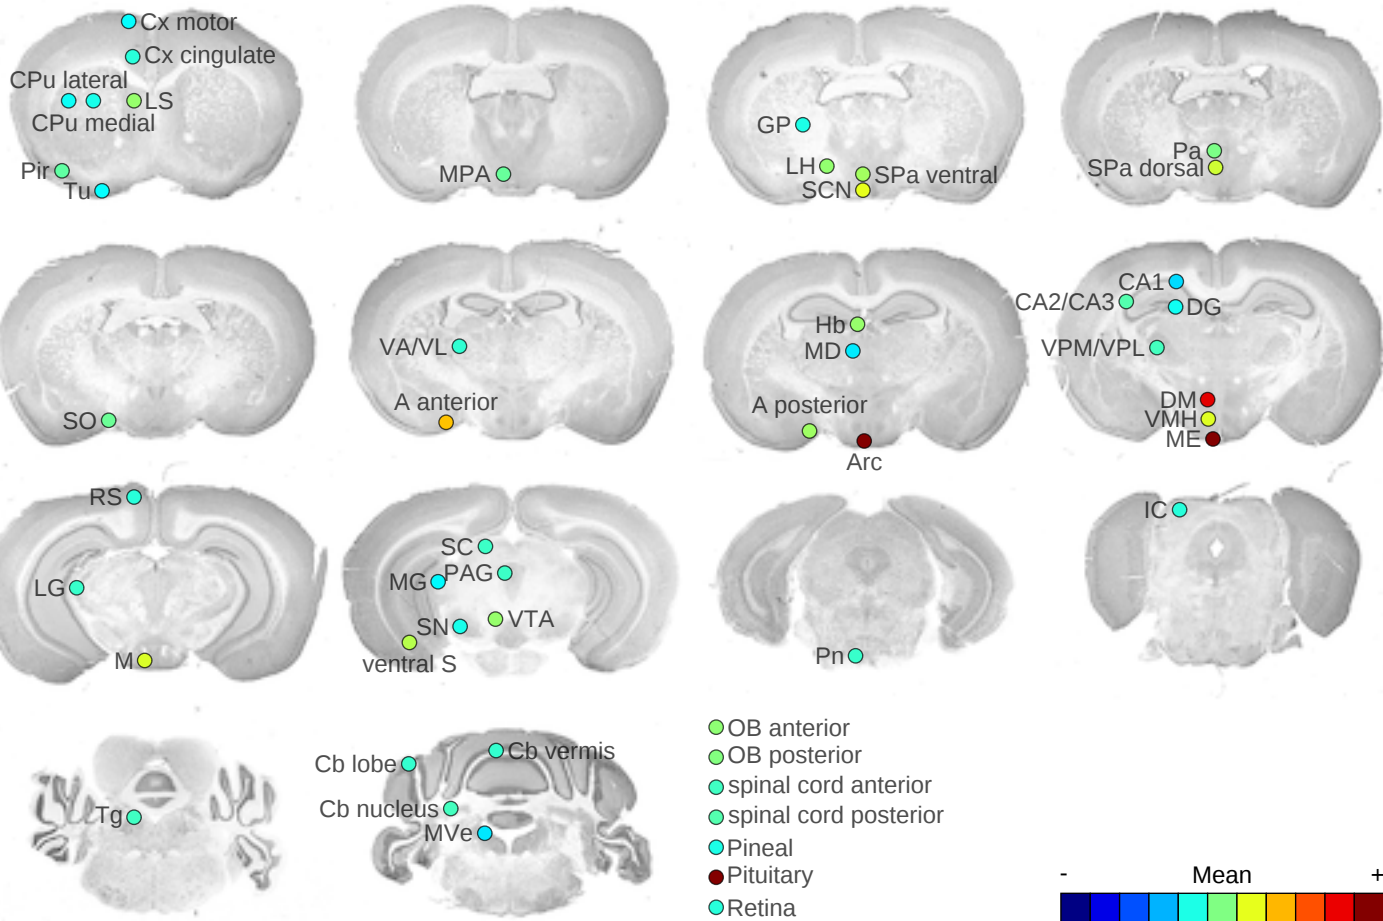 Cx motor
Cx cingulate
CPu lateral
LS
CPu medial
Pir
Tu
MPA
GP
LH
SPa ventral
SCN
Pa
SPa dorsal
SO
VA/VL
A anterior
Hb
MD
A posterior
Arc
CA1
CA2/CA3
DG
VPM/VPL
DM
VMH
ME
RS
LG
M
SC
PAG
MG
VTA
SN
ventral S
Pn
IC
Tg
Cb vermis
Cb lobe
Cb nucleus
MVe
OB anterior
OB posterior
spinal cord anterior
spinal cord posterior
Pineal
Pituitary
Retina
- Mean +